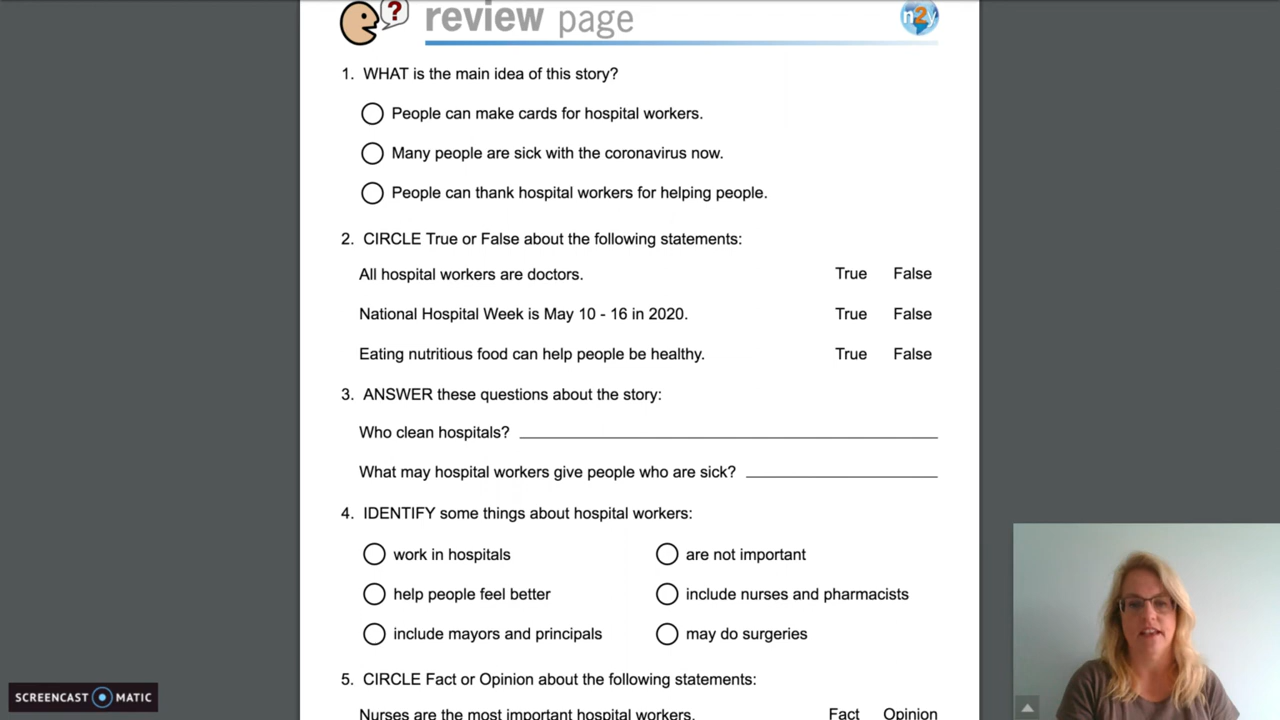 ?
review page
n2y
1. WHAT is the main idea of this story?
People can make cards for hospital workers.
Many people are sick with the coronavirus now.
People can thank hospital workers for helping people.
2. CIRCLE True or False about the following statements:
All hospital workers are doctors. True False
National Hospital Week is May 10 - 16 in 2020. True False
Eating nutritious food can help people be healthy. True False
3. ANSWER these questions about the story:
Who clean hospitals?
What may hospital workers give people who are sick?
4. IDENTIFY some things about hospital workers:
work in hospitals are not important
help people feel better include nurses and pharmacists
include mayors and principals may do surgeries
5. CIRCLE Fact or Opinion about the following statements:
Nurses are the most important hospital workers. Fact Opinion
SCREENCAST MATIC